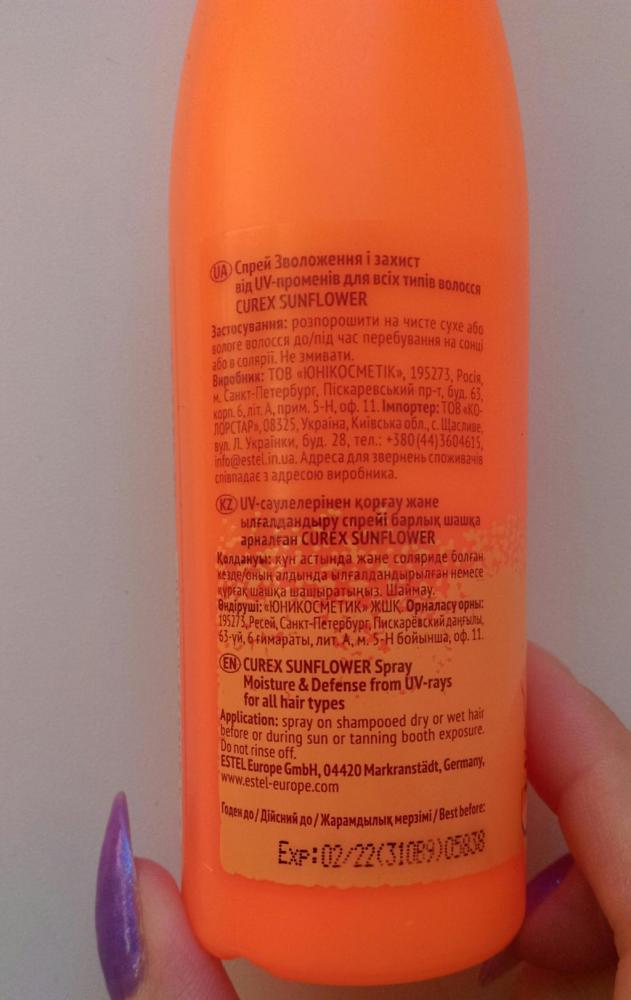 UA Спрей Зволоження і захист
від UV-променів для всіх типів волосся
CUREX SUNFLOWER
Застосування: розпорошити на чисте сухе або
вологе волосся до/під час перебування на сонці
або в солярії. Не змивати.
Виробник: ТОВ «ЮНІКОСМЕТІК», 195273, Росія,
м. Санкт-Петербург, Піскаревський пр-т, буд. 63,
корп. 6, літ. А, прим. 5-Н, оф. 11. Імпортер: ТОВ «КО-
ЛОРСТАР», 08325, Україна, Київська обл., с. Щасливе,
вул. Л. Українки, буд. 28, тел.: +380(44)3604615,
info@estel.in.ua. Адреса для звернень споживачів
співпадає з адресою виробника.
KZ UV-сәулелерінен қорғау және
ылғалдандыру спрейі барлық шашқа
арналған CUREX SUNFLOWER
Қолдануы: күн астында және соляриде болған
кезде/оның алдында ылғалдандырылған немесе
құрғақ шашқа шашыратыңыз. Шаймау.
Өндіруші: «ЮНИКОСМЕТИК» ЖШҚ. Орналасу орны:
195273, Ресей, Санкт-Петербург, Пискарёвский даңғылы,
63-үй, 6 ғимараты, лит. А, м. 5-Н бойынша, оф. 11.
EN CUREX SUNFLOWER Spray
Moisture & Defense from UV-rays
for all hair types
Application: spray on shampooed dry or wet hair
before or during sun or tanning booth exposure.
Do not rinse off.
ESTEL Europe GmbH, 04420 Markranstädt, Germany,
www.estel-europe.com
Годен до / Дійсний до / Жарамдылық мерзімі / Best before:
Exp:02/22(310B9)05838